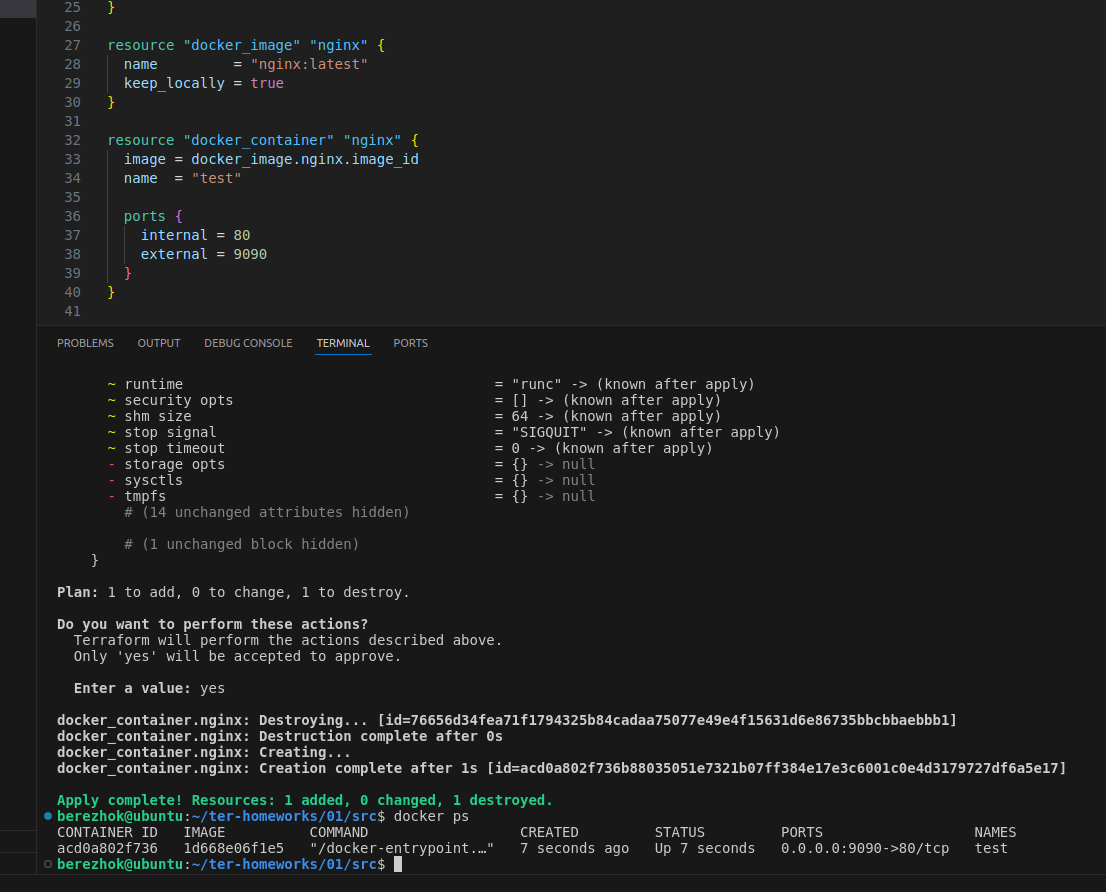 25 }
26
27 resource "docker_image" "nginx" {
28 name = "nginx:latest"
29 keep_locally = true
30 }
31
32 resource "docker_container" "nginx" {
33 image = docker_image.nginx.image_id
34 name = "test"
35
36 ports {
37 internal = 80
38 external = 9090
39 }
40 }
41
PROBLEMS OUTPUT DEBUG CONSOLE TERMINAL PORTS
~ runtime = "runc" -> (known after apply)
~ security opts = [] -> (known after apply)
~ shm size = 64 -> (known after apply)
~ stop signal = "SIGQUIT" -> (known after apply)
~ stop timeout = 0 -> (known after apply)
- storage opts = {} -> null
- sysctls = {} -> null
- tmpfs = {} -> null
# (14 unchanged attributes hidden)
# (1 unchanged block hidden)
}
Plan: 1 to add, 0 to change, 1 to destroy.
Do you want to perform these actions?
Terraform will perform the actions described above.
Only 'yes' will be accepted to approve.
Enter a value: yes
docker_container.nginx: Destroying... [id=76656d34fea71f1794325b84cadaa75077e49e4f15631d6e86735bbcbbaebbb1]
docker_container.nginx: Destruction complete after 0s
docker_container.nginx: Creating...
docker_container.nginx: Creation complete after 1s [id=acd0a802f736b88035051e7321b07ff384e17e3c6001c0e4d3179727df6a5e17]
Apply complete! Resources: 1 added, 0 changed, 1 destroyed.
berezhok@ubuntu:~/ter-homeworks/01/src$ docker ps
CONTAINER ID IMAGE COMMAND CREATED STATUS PORTS NAMES
acd0a802f736 1d668e06f1e5 "/docker-entrypoint.…" 7 seconds ago Up 7 seconds 0.0.0.0:9090->80/tcp test
berezhok@ubuntu:~/ter-homeworks/01/src$